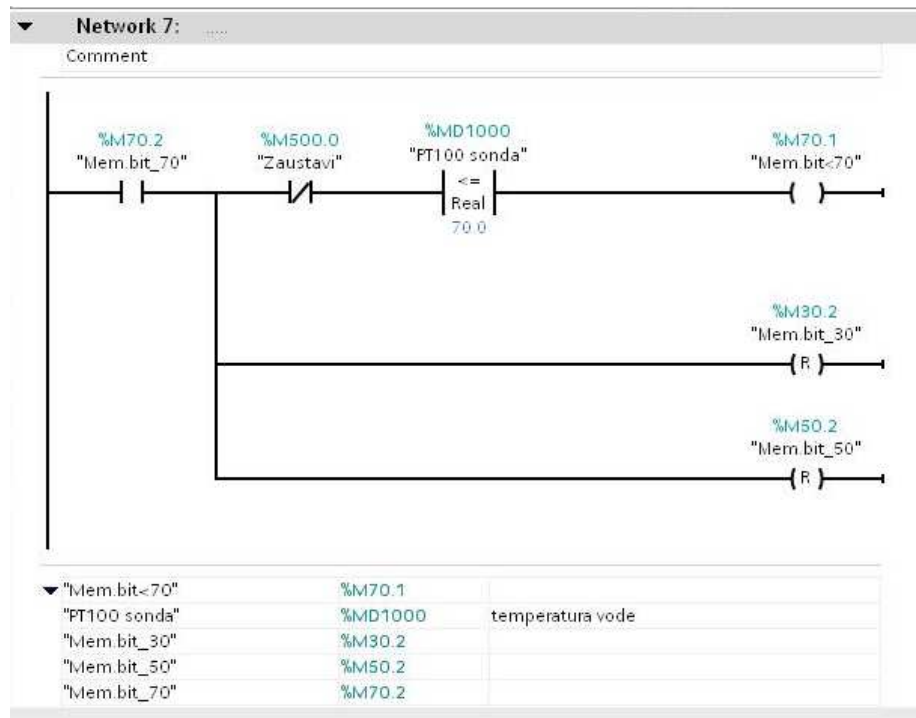 Network 7: .....
Comment
%M70.2
"Mem.bit_70"
%M500.0
"Zaustavi"
%MD1000
"PT100 sonda"
<=
Real
70.0
%M70.1
"Mem.bit<70"
%M30.2
"Mem.bit_30"
R
%M50.2
"Mem.bit_50"
R
"Mem.bit<70" %M70.1
"PT100 sonda" %MD1000 temperatura vode
"Mem.bit_30" %M30.2
"Mem.bit_50" %M50.2
"Mem.bit_70" %M70.2